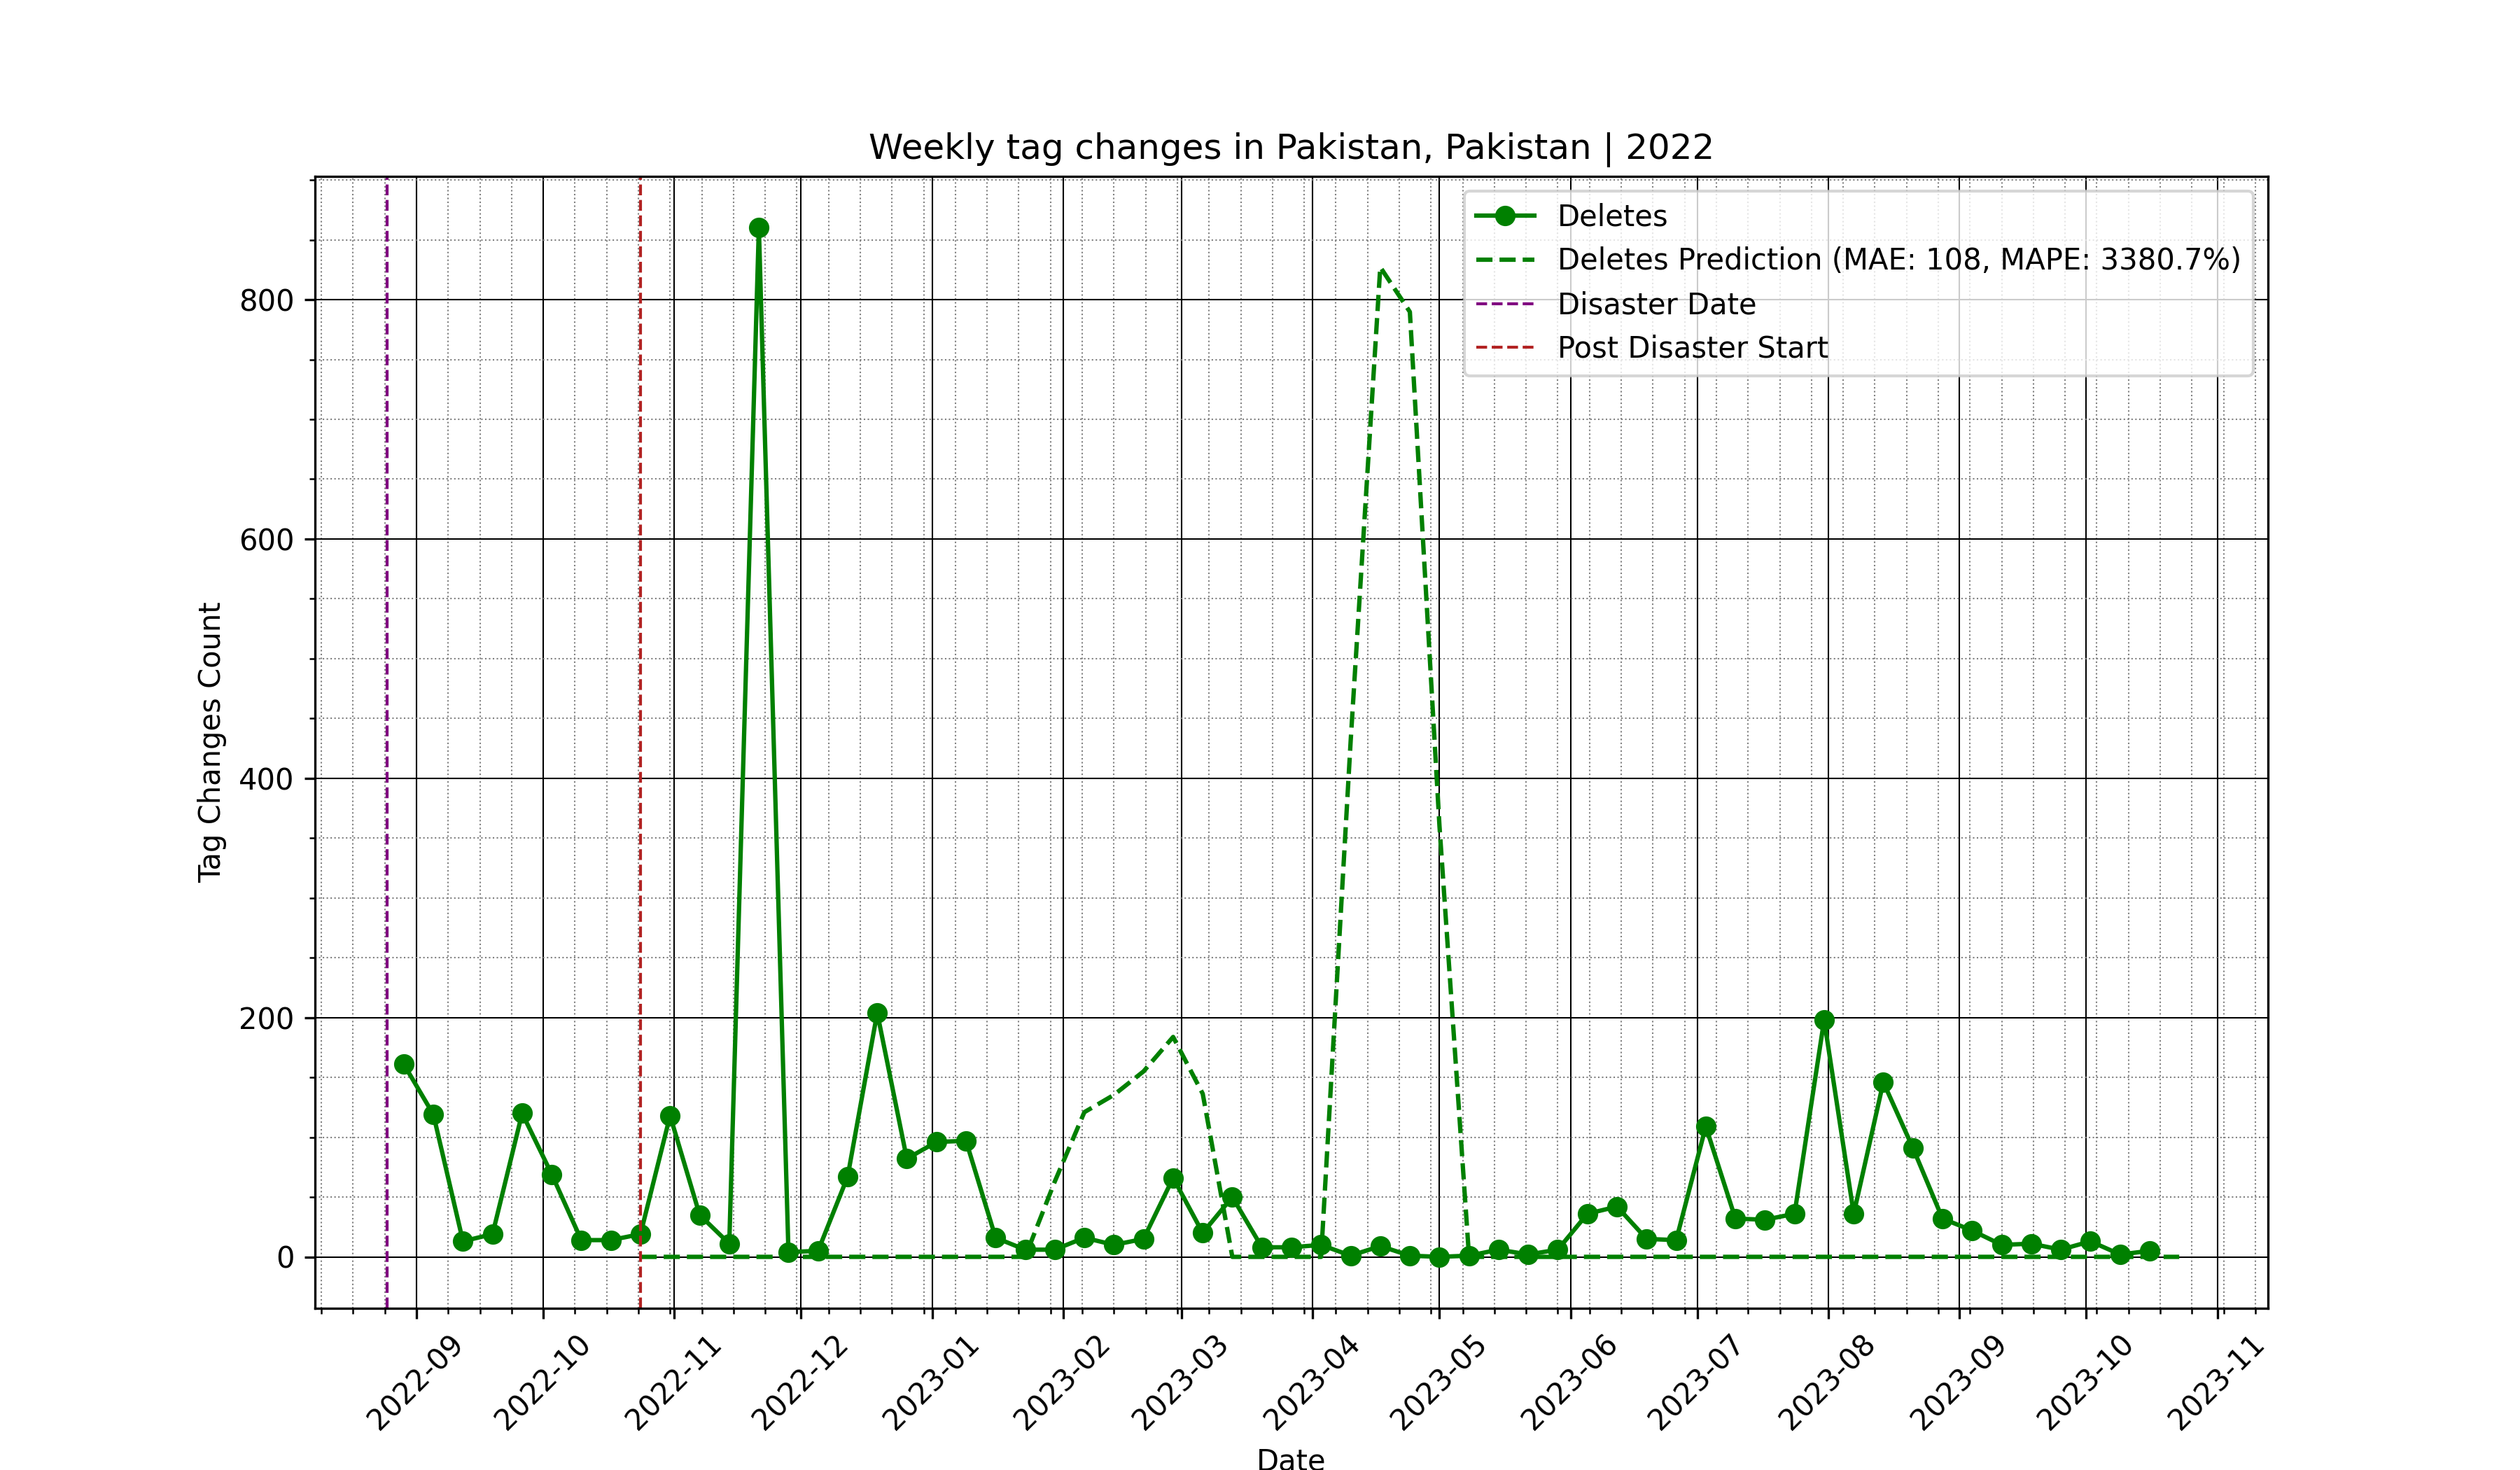 Weekly tag changes in Pakistan, Pakistan | 2022
Deletes
Deletes Prediction (MAE: 108, MAPE: 3380.7%)
Disaster Date
Post Disaster Start
Tag Changes Count
800
600
400
200
0
2022-09
2022-10
2022-11
2022-12
2023-01
2023-02
2023-03
2023-04
2023-05
2023-06
2023-07
2023-08
2023-09
2023-10
2023-11
Date